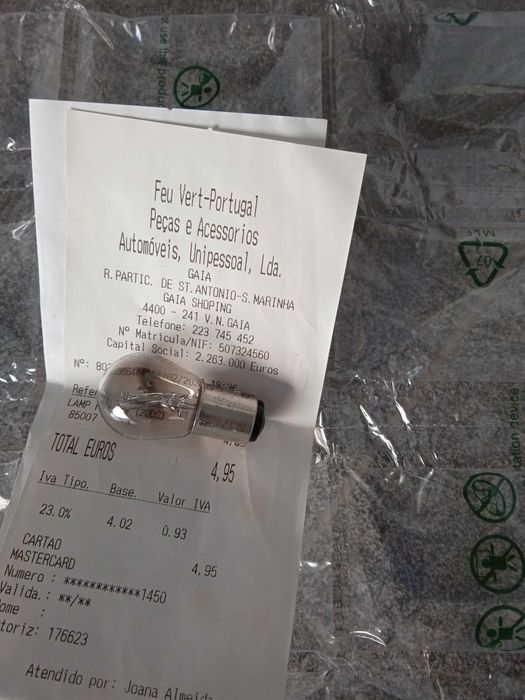 Feu Vert-Portugal
Peças e Acessorios
Automóveis, Unipessoal, Lda.
GAIA
R.PARTIC. DE ST.ANTONIO-S.MARINHA
GAIA SHOPING
4400 - 241 V.N.GAIA
Telefone: 223 745 452
Nº Matricula/NIF: 507324560
Capital Social: 2.263.000 Euros
Nº:
LAMP
85007 (2UDS)
TOTAL EUROS 4,95
Iva Tipo. Base. Valor IVA
23.0% 4.02 0.93
CARTAO
MASTERCARD 4,95
Numero : ************1450
Valida.: **/**
ome :
toriz: 176623
Atendido por: Joana Almeida
07